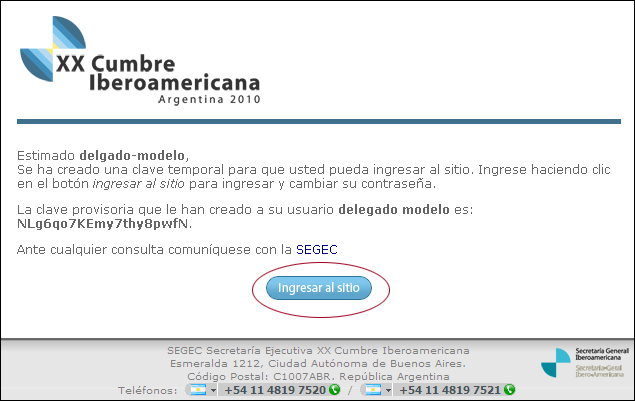 XX Cumbre
Iberoamericana
Argentina 2010
Estimado delgado-modelo,
Se ha creado una clave temporal para que usted pueda ingresar al sitio. Ingrese haciendo clic
en el botón ingresar al sitio para ingresar y cambiar su contraseña.
La clave provisoria que le han creado a su usuario delegado modelo es:
NLg6qo7KEmy7thy8pwfN.
Ante cualquier consulta comuníquese con la SEGEC
Ingresar al sitio
SEGEC Secretaría Ejecutiva XX Cumbre Iberoamericana
Esmeralda 1212, Ciudad Autónoma de Buenos Aires.
Código Postal: C1007ABR. República Argentina
Teléfonos: +54 11 4819 7520 / +54 11 4819 7521
Secretaría General
Iberoamericana
Secretaria-Geral
Ibero-Americana